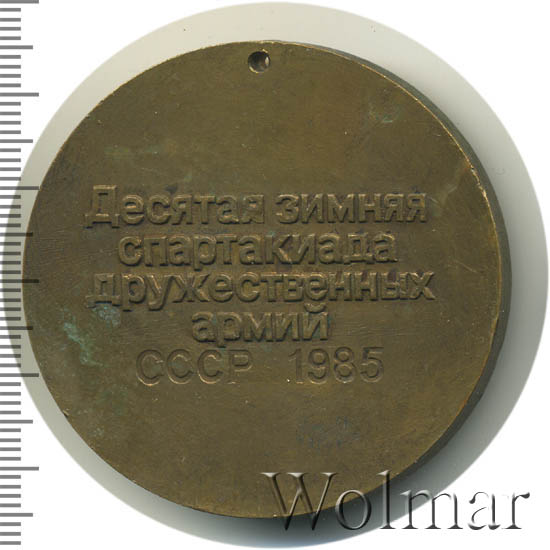 Десятая зимняя
спартакиада
дружественных
армий
СССР 1985
Wolmar